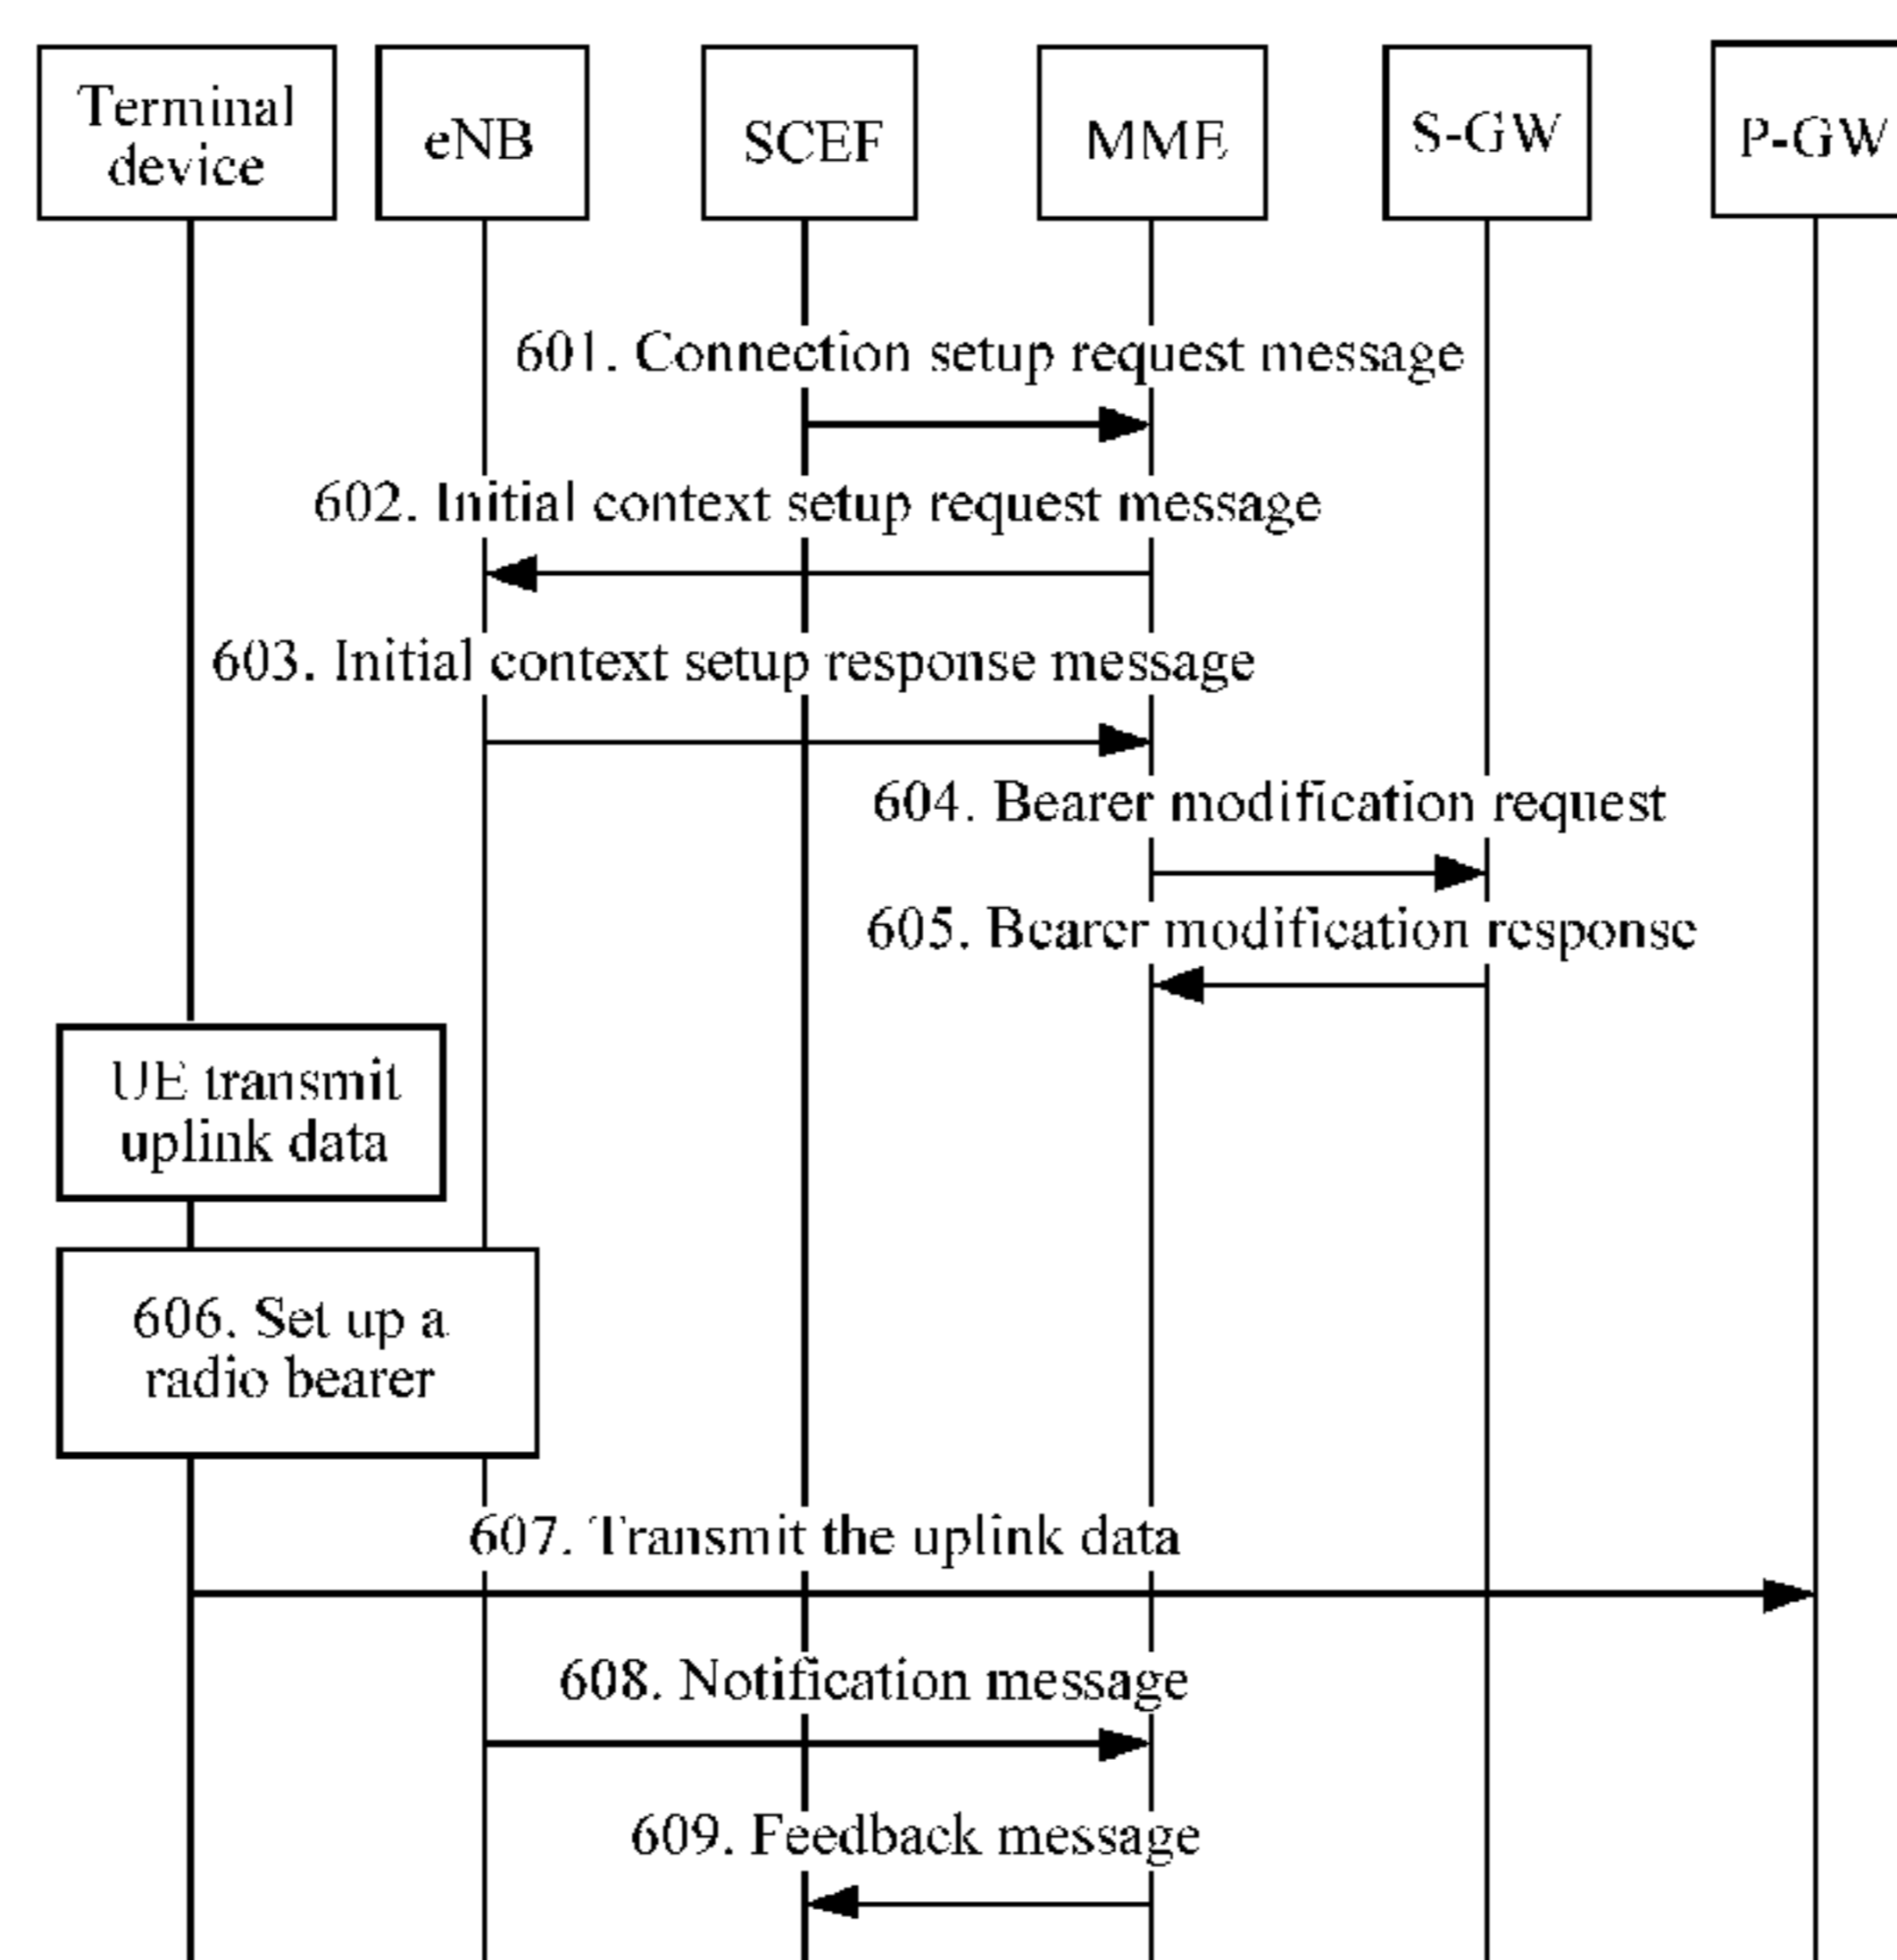 Terminal
device
eNB
SCEF
MME
S-GW
P-GW
601. Connection setup request message
602. Initial context setup request message
603. Initial context setup response message
604. Bearer modification request
605. Bearer modification response
UE transmit
uplink data
606. Set up a
radio bearer
607. Transmit the uplink data
608. Notification message
609. Feedback message